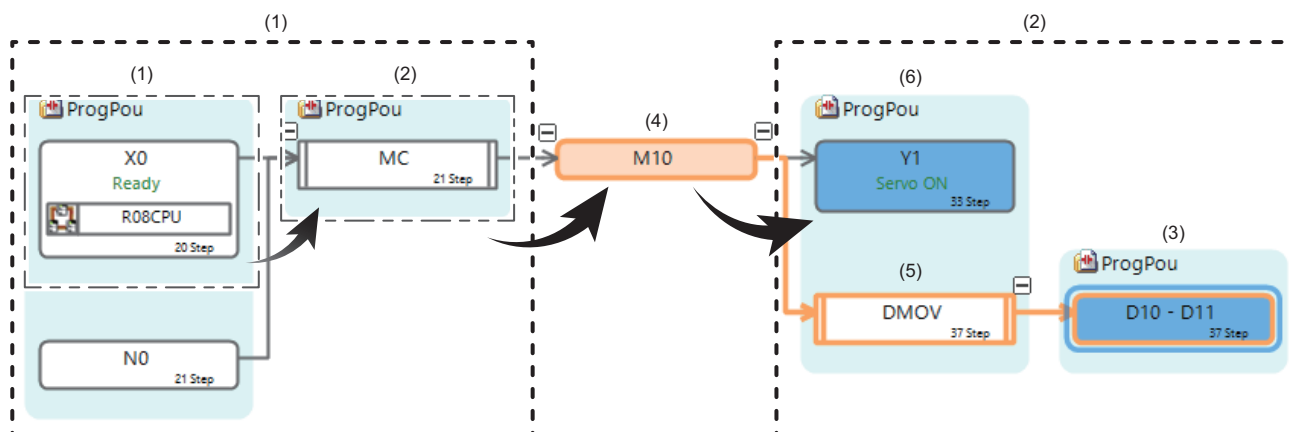 (1)
(2)
(1)
(2)
(6)
ProgPou
ProgPou
ProgPou
(4)
X0
Ready
R08CPU
20 Step
MC
21 Step
M10
Y1
Servo ON
33 Step
(3)
ProgPou
(5)
DMOV
37 Step
D10 - D11
37 Step
N0
21 Step